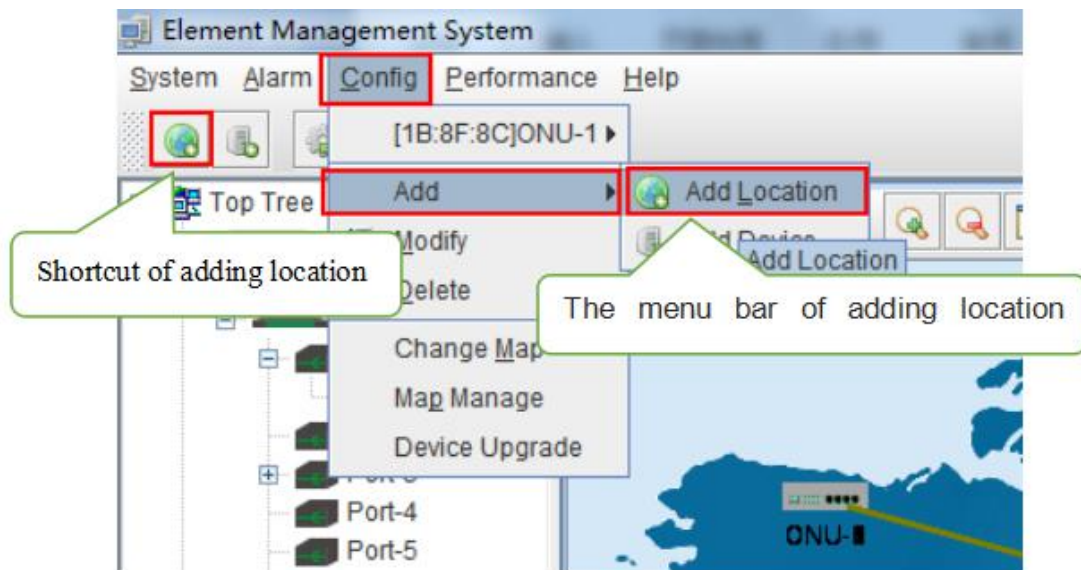 Element Management System
System Alarm Config Performance Help
[1B:8F:8C]ONU-1
Add
Add Location
Top Tree
Modify
Add Location
Shortcut of adding location
Delete
The menu bar of adding location
Change Map
Map Manage
Device Upgrade
Port-4
Port-5